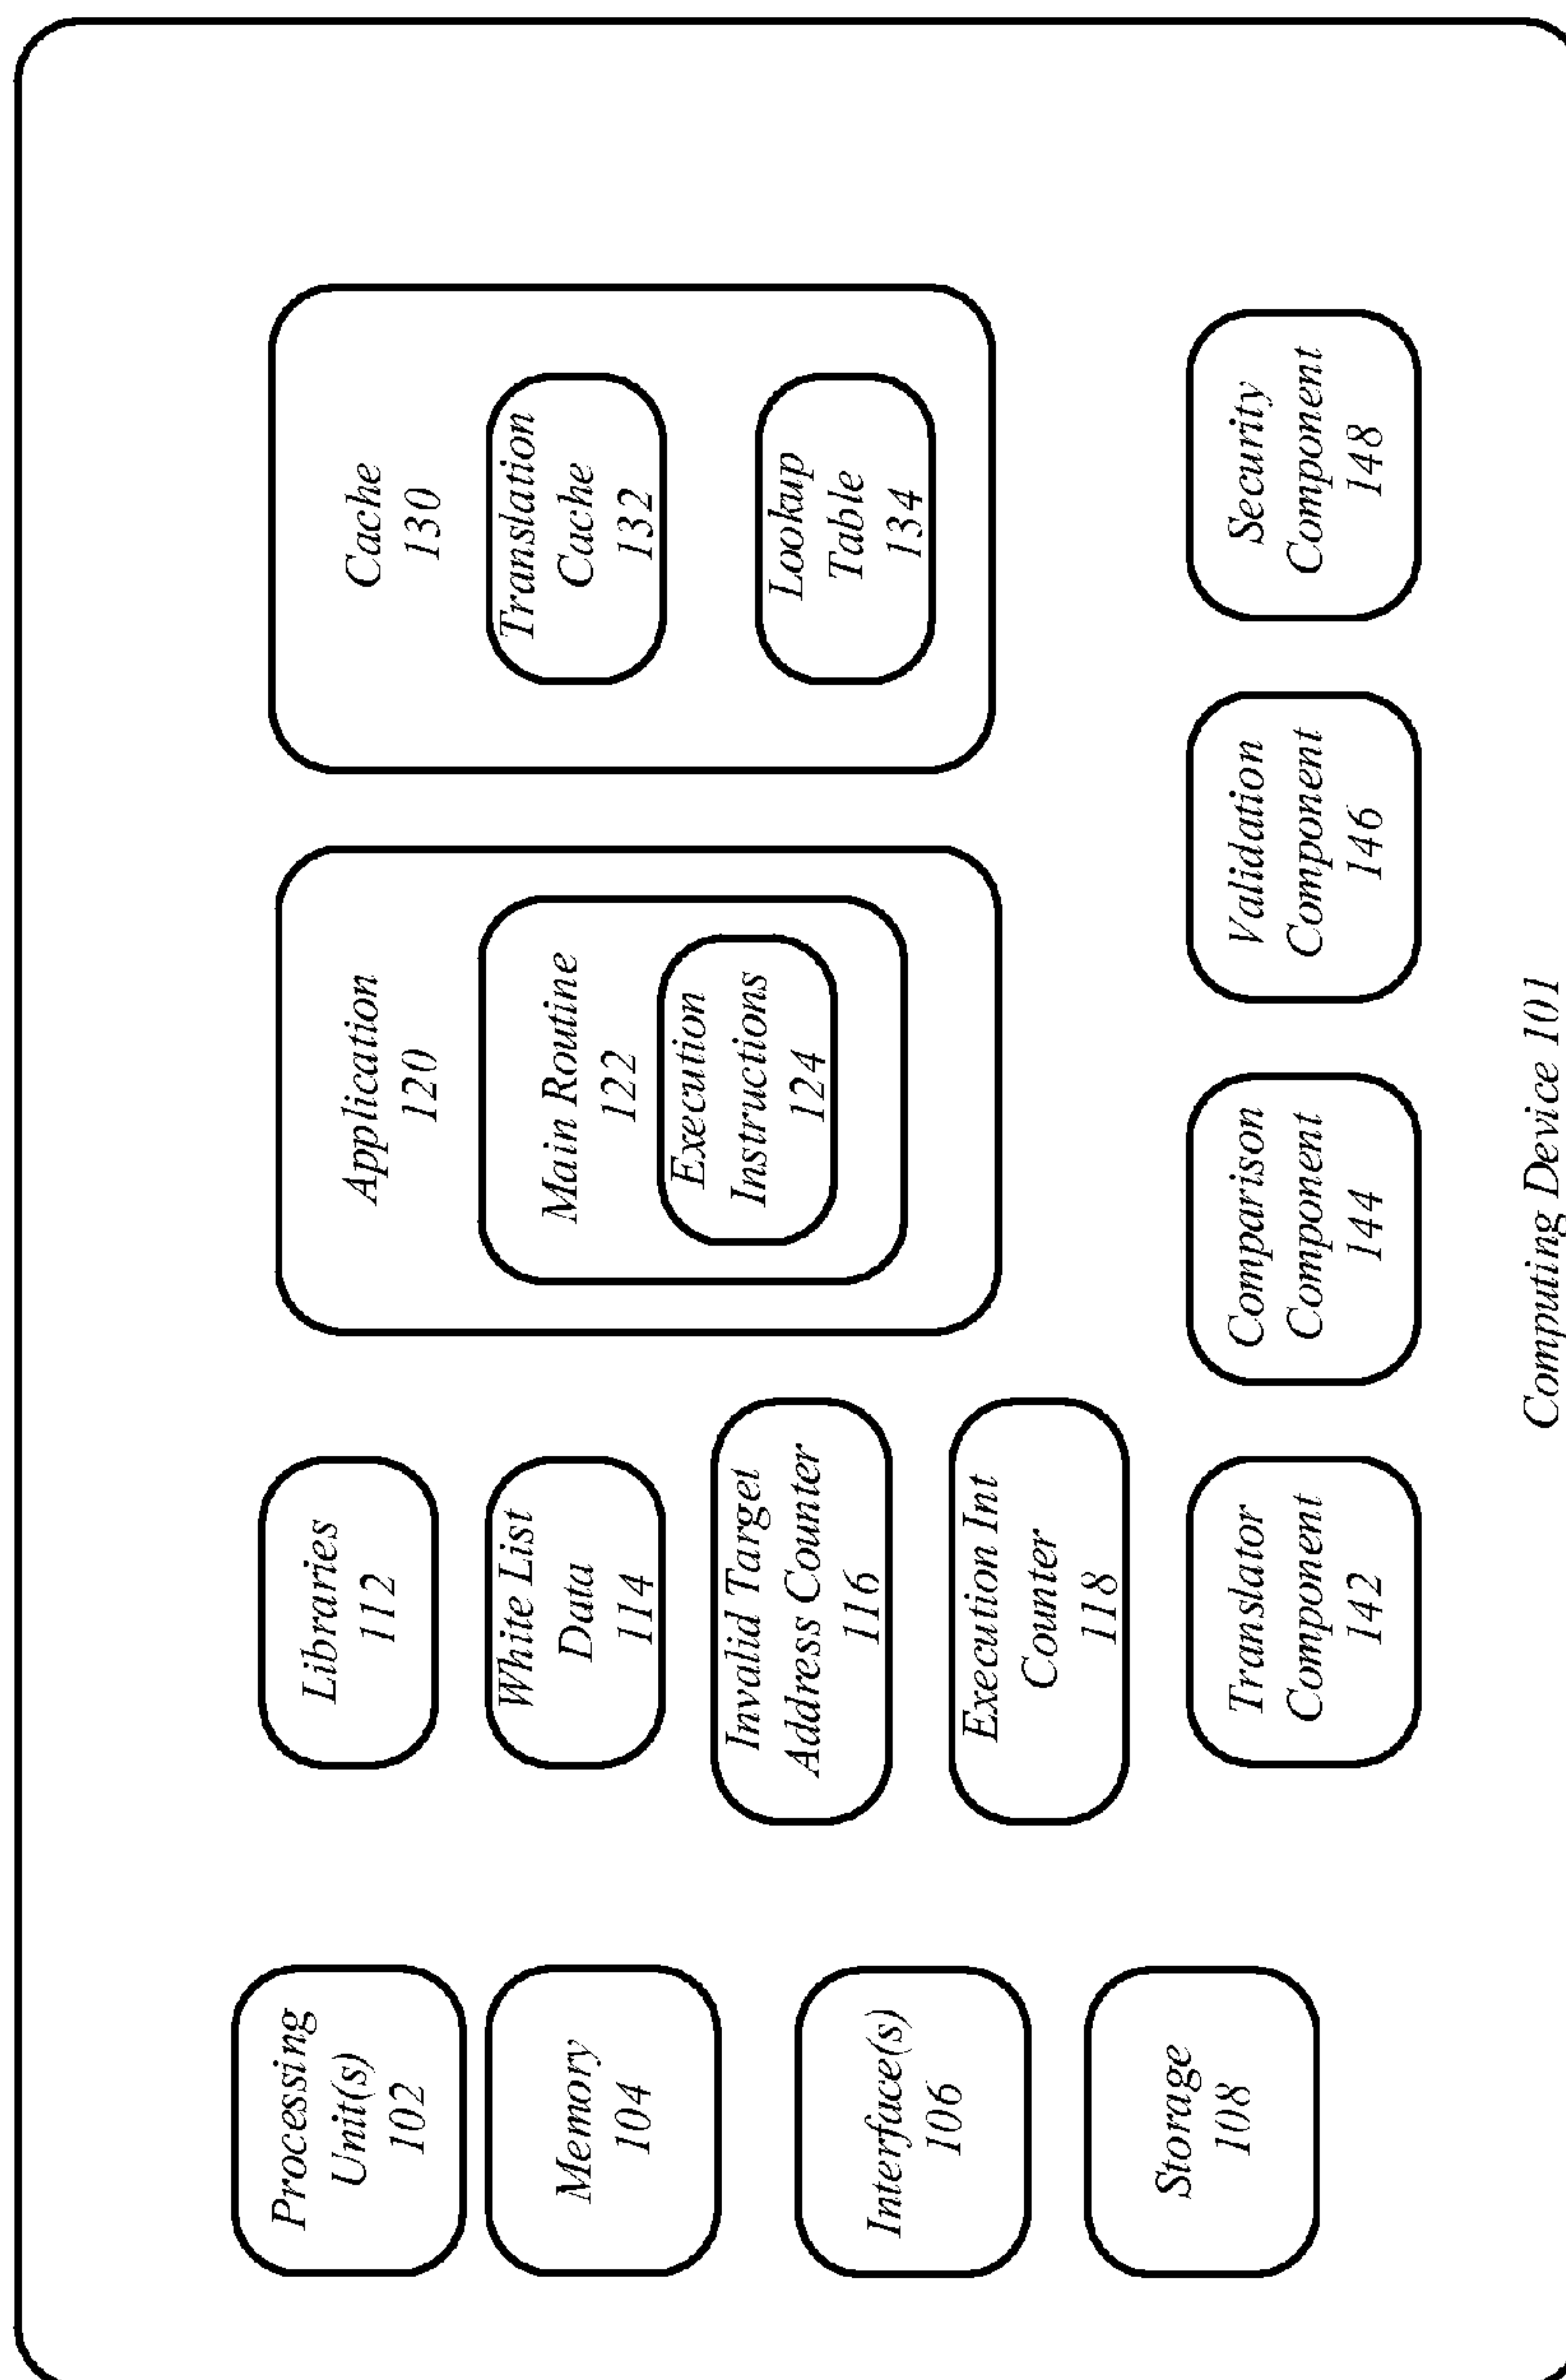 Processing
Unit(s)
102
Memory
104
Interface(s)
106
Storage
108
Libraries
112
White List
Data
114
Invalid Target
Address Counter
116
Execution Int
Counter
118
Application
120
Main Routine
122
Execution
Instructions
124
Cache
130
Translation
Cache
132
Lookup
Table
134
Translator
Component
142
Comparison
Component
144
Validation
Component
146
Security
Component
148
Computing Device 101